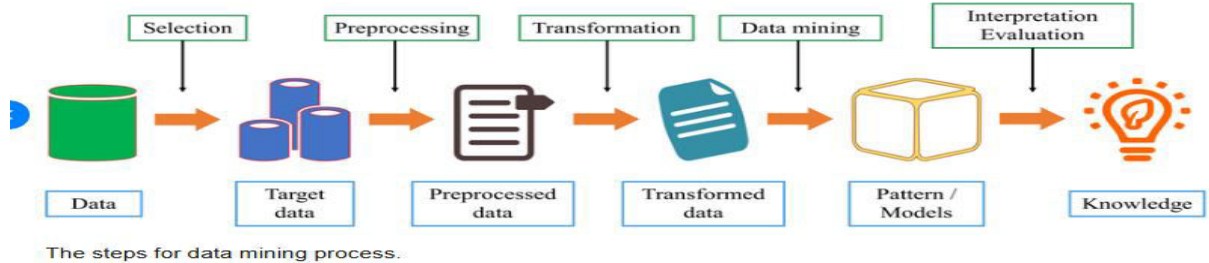 Selection
Preprocessing
Transformation
Data mining
Interpretation
Evaluation
Data
Target
data
Preprocessed
data
Transformed
data
Pattern /
Models
Knowledge
The steps for data mining process.